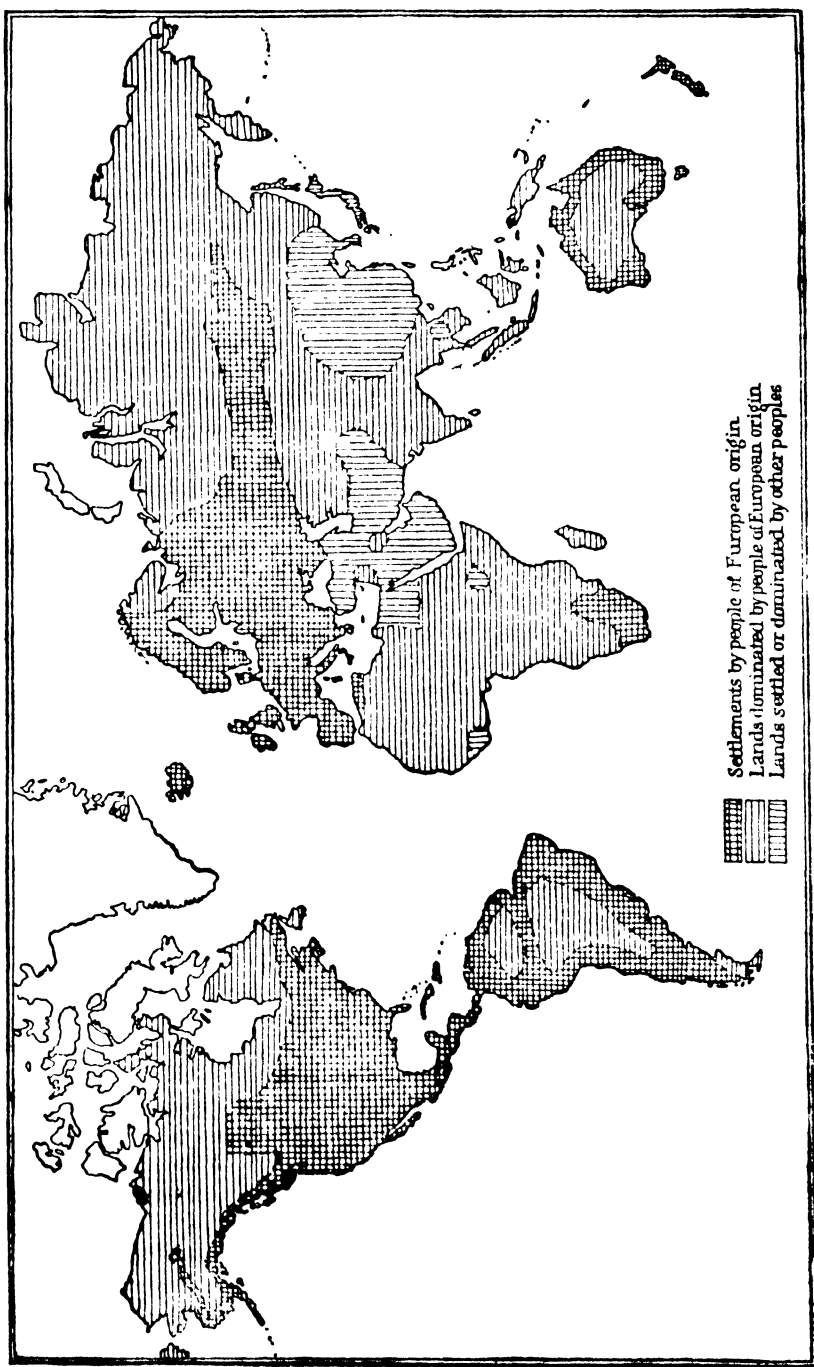 Settlements by people of European origin.
Lands dominated by people of European origin.
Lands settled or dominated by other peoples